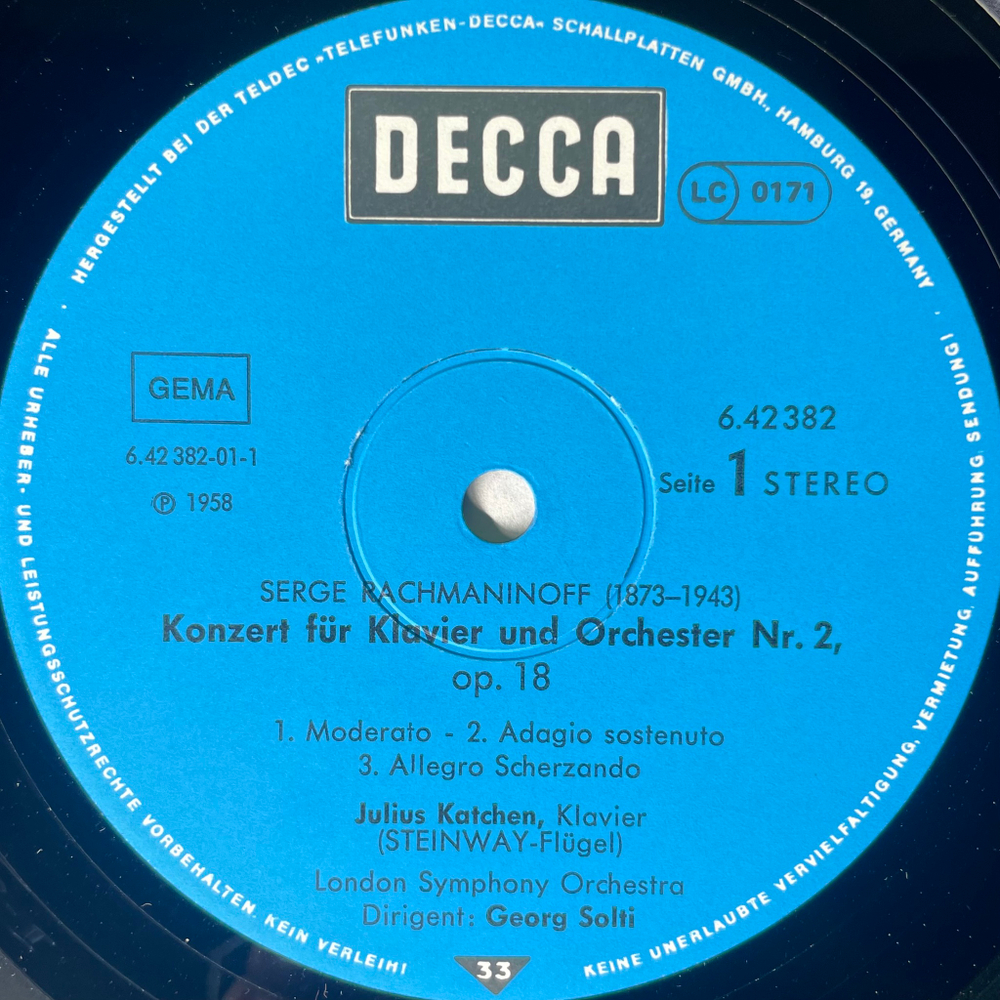 HERGESTELLT BEI DER TELDEC »TELEFUNKEN-DECCA« SCHALLPLATTEN GMBH., HAMBURG 19, GERMANY
DECCA
LC 0171
GEMA
6.42 382-01-1
℗ 1958
6.42 382
Seite 1 STEREO
SERGE RACHMANINOFF (1873–1943)
Konzert für Klavier und Orchester Nr. 2,
op. 18
1. Moderato - 2. Adagio sostenuto
3. Allegro Scherzando
Julius Katchen, Klavier
(STEINWAY-Flügel)
London Symphony Orchestra
Dirigent: Georg Solti
33
ALLE URHEBER- UND LEISTUNGSSCHUTZRECHTE VORBEHALTEN. KEIN VERLEIH!
KEINE UNERLAUBTE VERVIELFALTIGUNG, VERMIETUNG, AUFFÜHRUNG, SENDUNG!